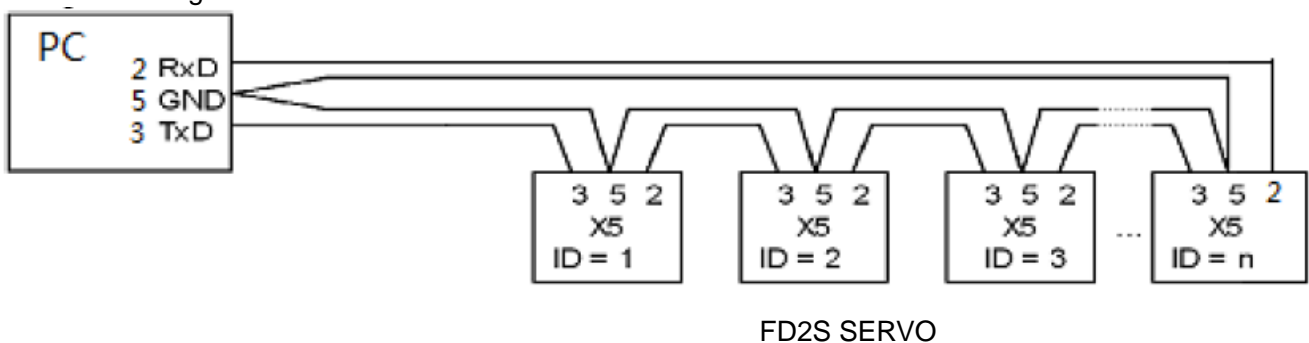 PC
2 RxD
5 GND
3 TxD
3 5 2
X5
ID = 1
3 5 2
X5
ID = 2
3 5 2
X5
ID = 3
...
3 5 2
X5
ID = n
FD2S SERVO